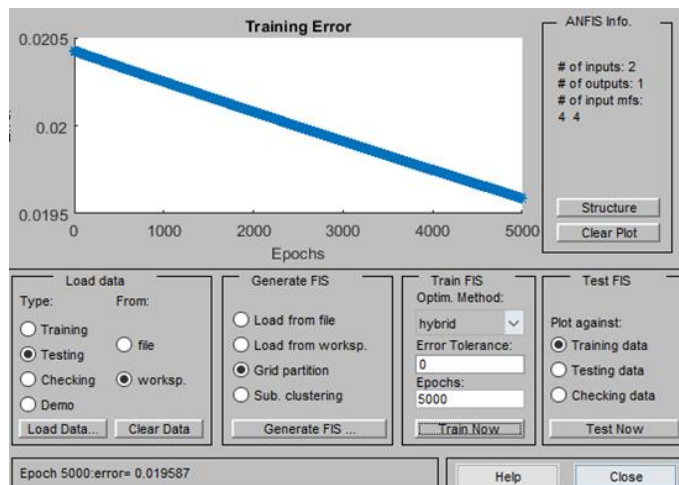 Training Error
0.0205
0.02
0.0195
0
1000
2000
3000
4000
5000
Epochs
ANFIS Info.
# of inputs: 2
# of outputs: 1
# of input mfs:
4 4
Structure
Clear Plot
Load data
Type:
From:
Training
Testing
Checking
Demo
file
worksp.
Load Data...
Clear Data
Generate FIS
Load from file
Load from worksp.
Grid partition
Sub. clustering
Generate FIS ...
Train FIS
Optim. Method:
hybrid
Error Tolerance:
0
Epochs:
5000
Train Now
Test FIS
Plot against:
Training data
Testing data
Checking data
Test Now
Epoch 5000:error= 0.019587
Help
Close